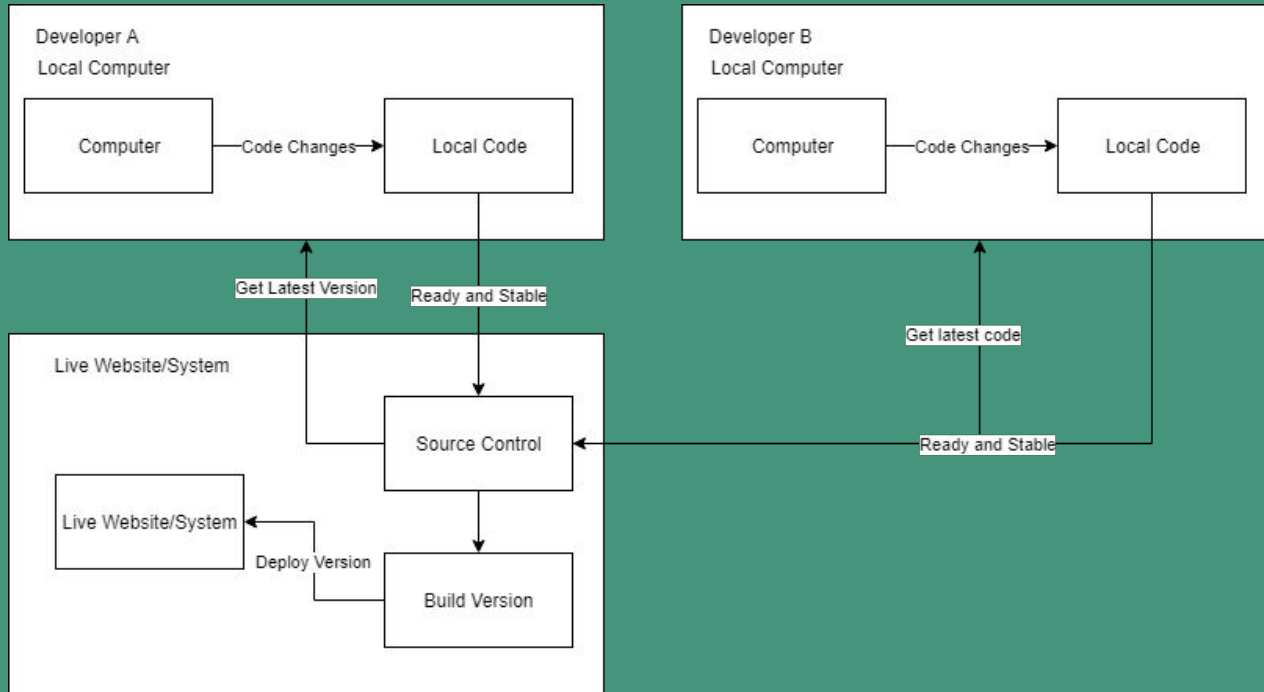 Developer A
Local Computer
Computer
Code Changes
Local Code
Developer B
Local Computer
Computer
Code Changes
Local Code
Get Latest Version
Ready and Stable
Get latest code
Live Website/System
Source Control
Ready and Stable
Live Website/System
Deploy Version
Build Version